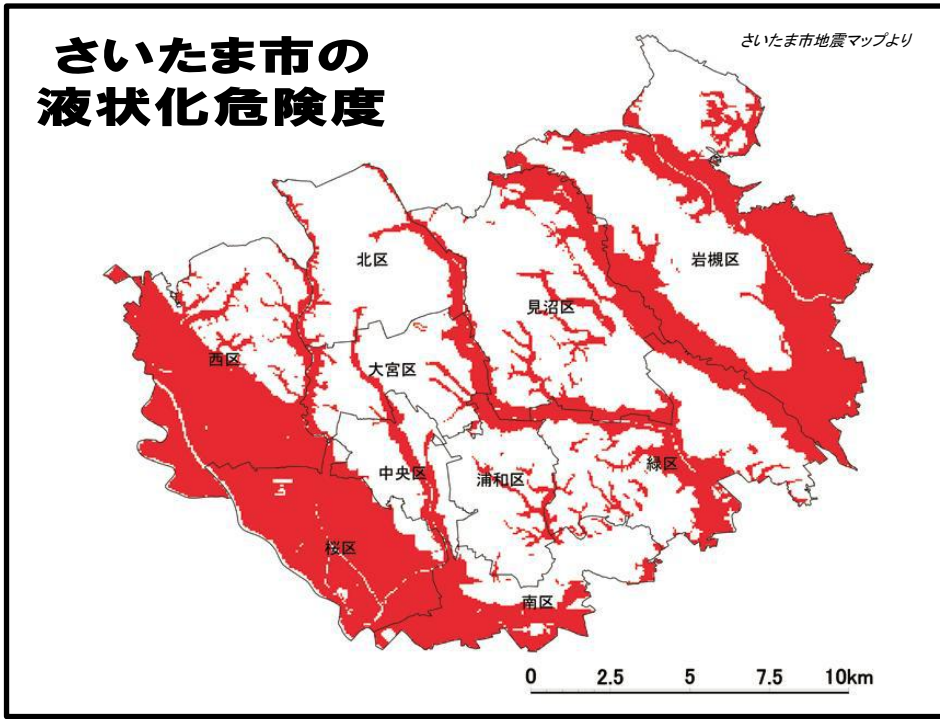 さいたま市の
液状化危険度
さいたま市地震マップより
北区
岩槻区
見沼区
西区
大宮区
緑区
中央区
浦和区
桜区
南区
0 2.5 5 7.5 10km